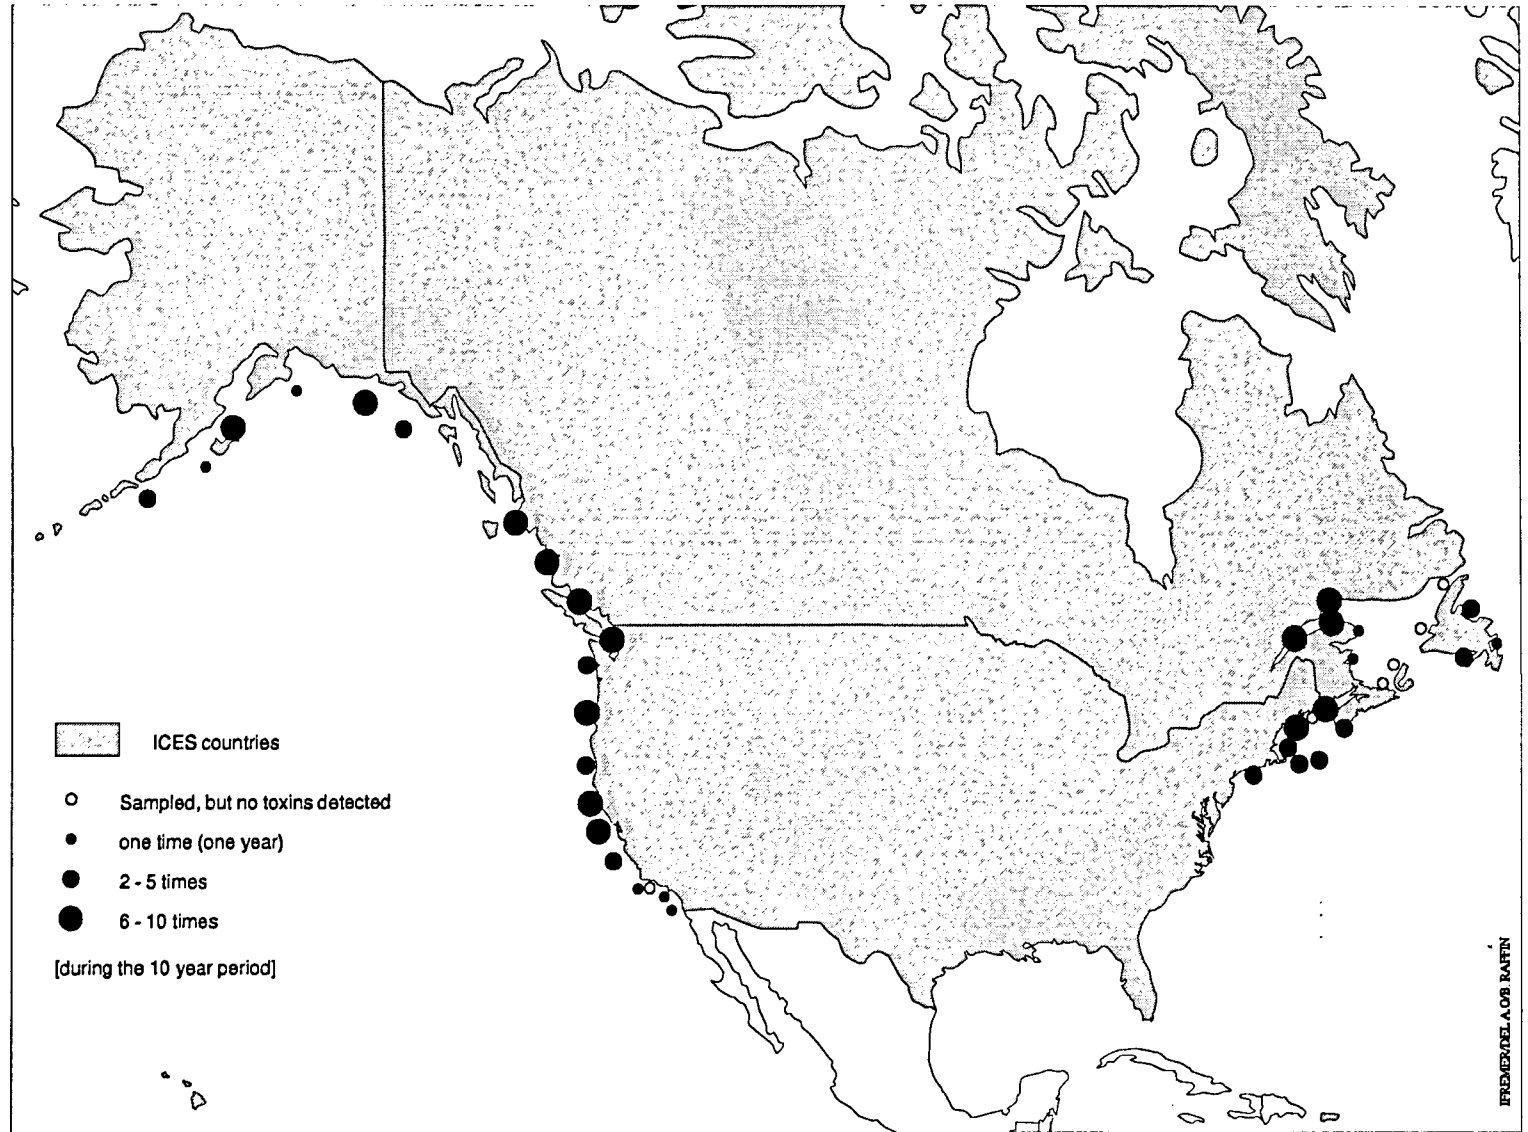 ICES countries
Sampled, but no toxins detected
one time (one year)
2 - 5 times
6 - 10 times
[during the 10 year period]
IFREMER/DEL A.O/B. RAFFIN